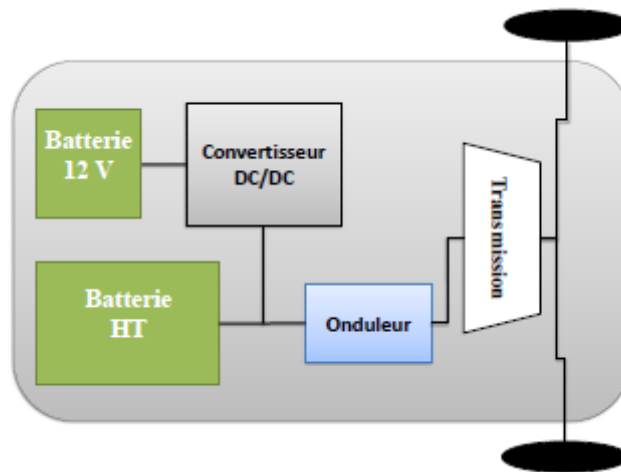 Batterie
12 V
Convertisseur
DC/DC
Batterie
HT
Onduleur
Transmission